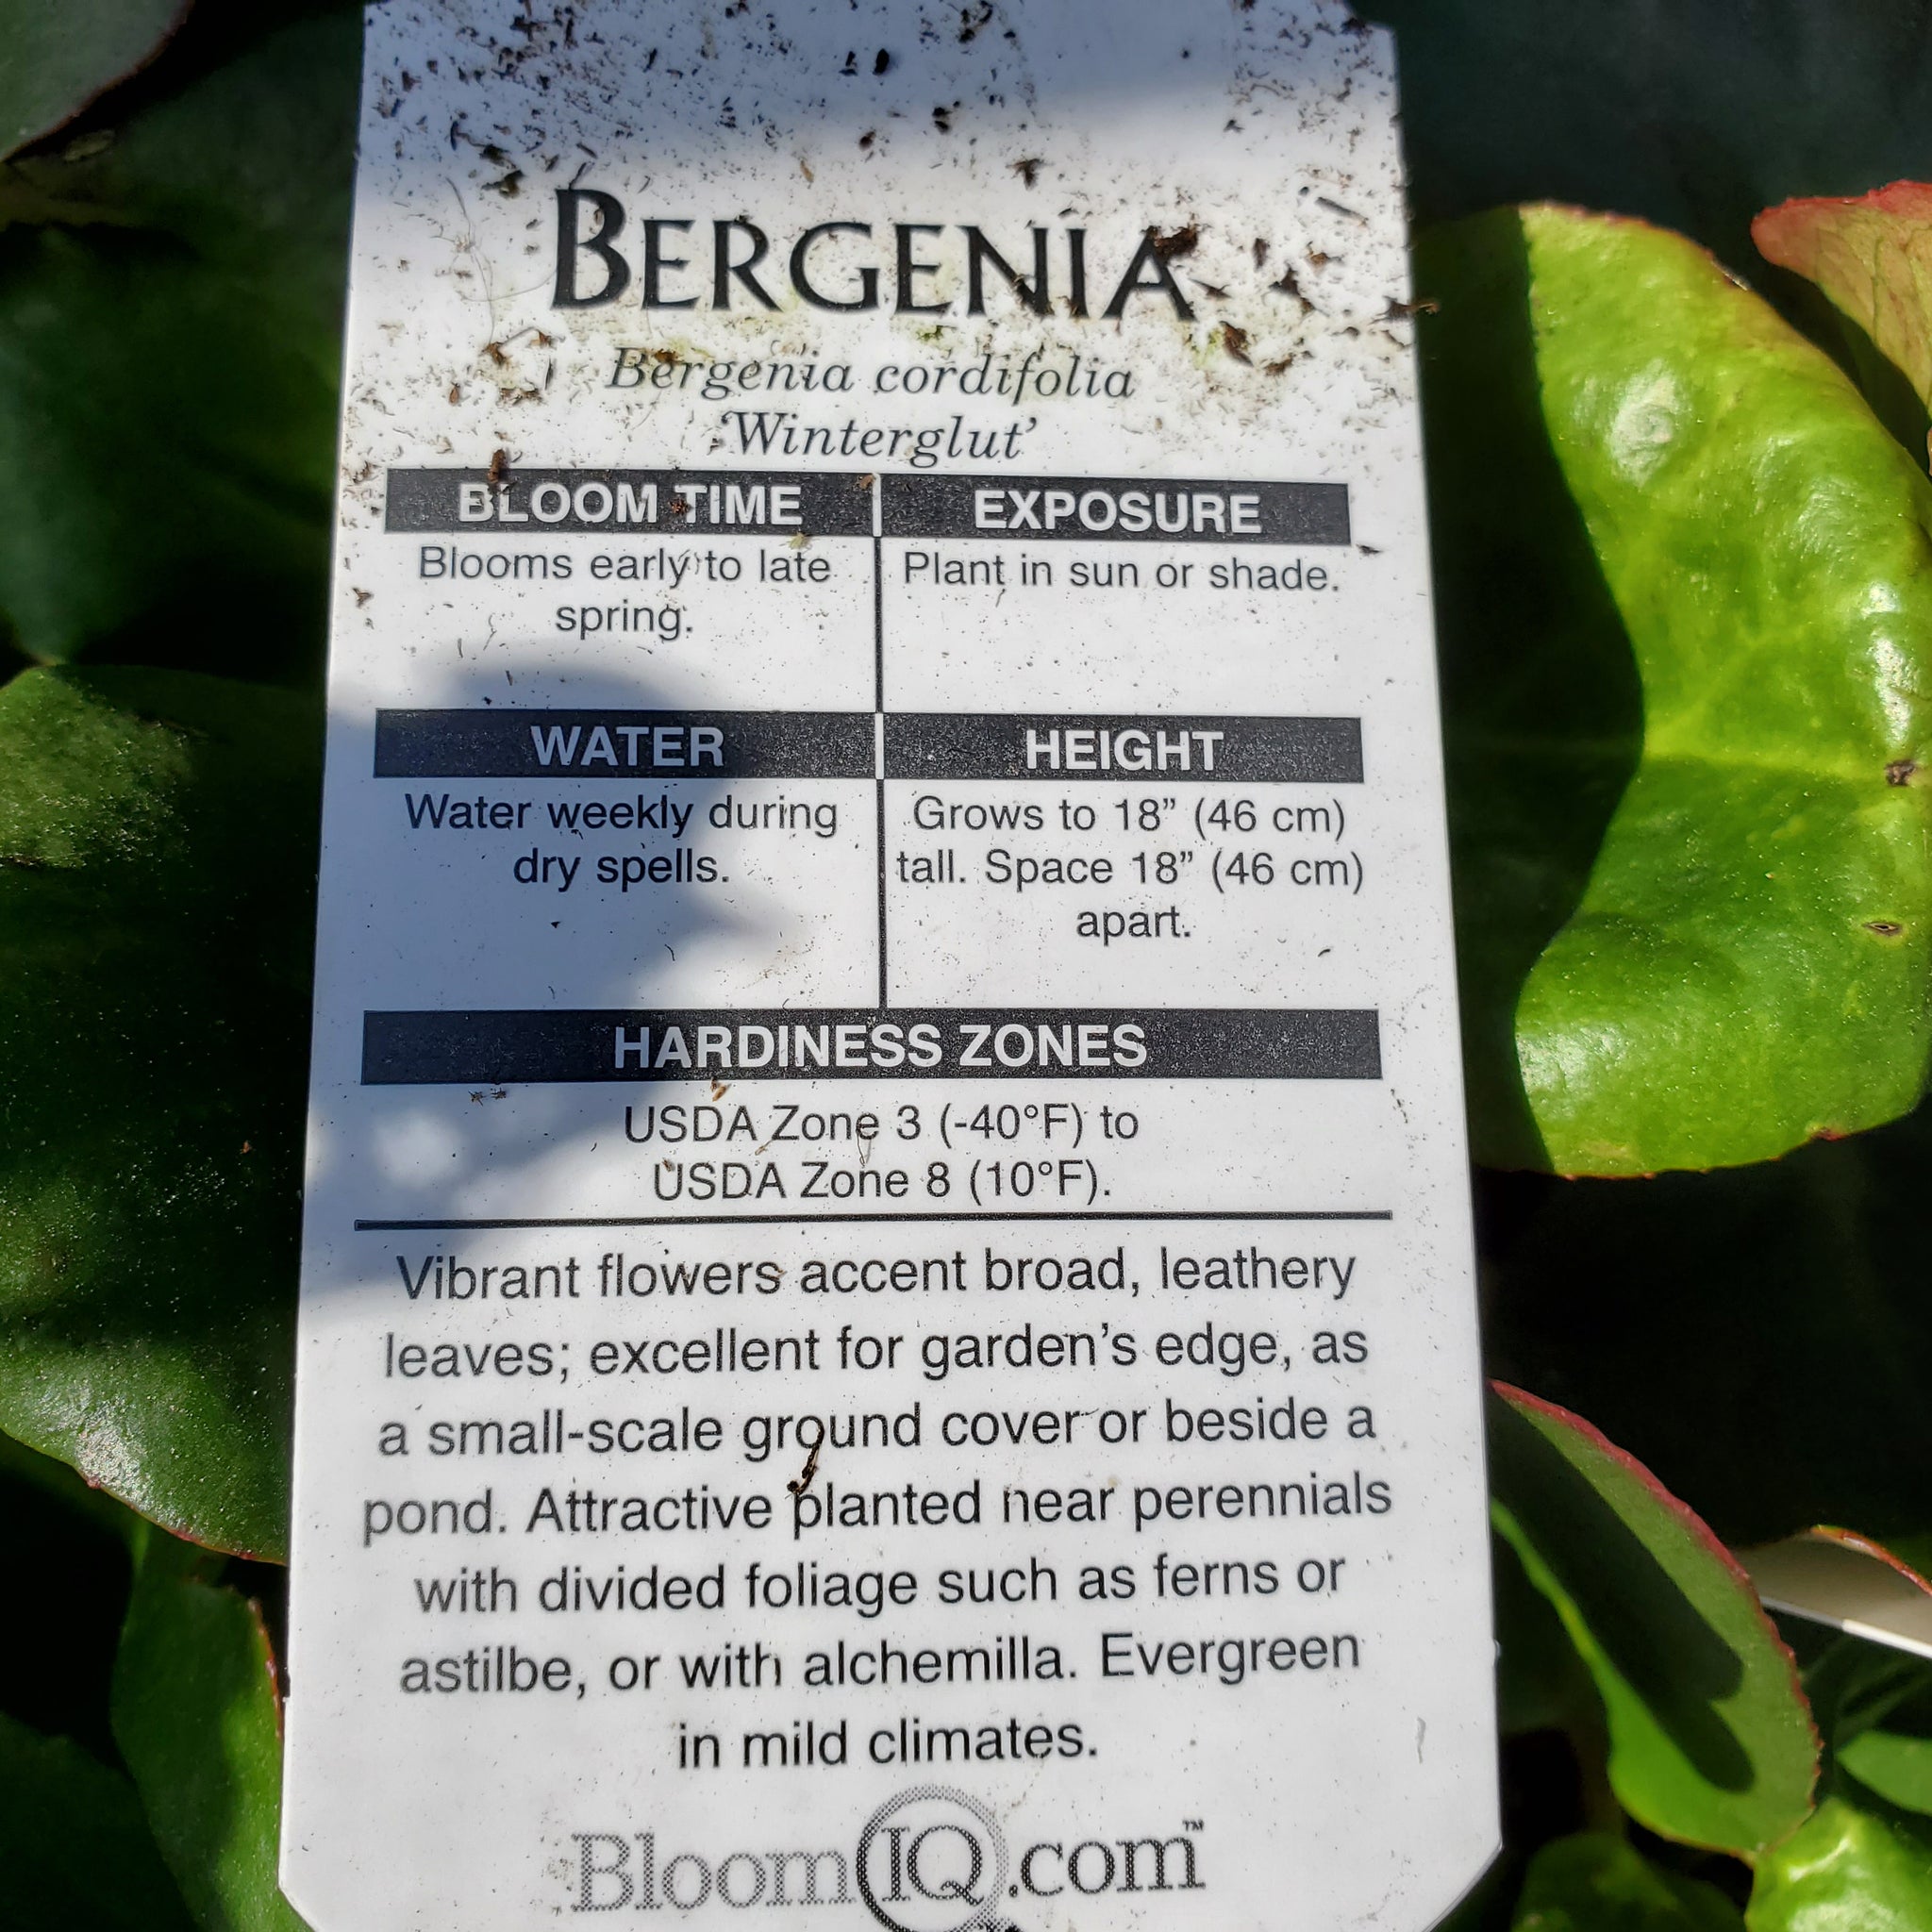 BERGENIA
Bergenia cordifolia
‘Winterglut’
BLOOM TIME
Blooms early to late
spring.
EXPOSURE
Plant in sun or shade.
WATER
Water weekly during
dry spells.
HEIGHT
Grows to 18” (46 cm)
tall. Space 18” (46 cm)
apart.
HARDINESS ZONES
USDA Zone 3 (-40°F) to
USDA Zone 8 (10°F).
Vibrant flowers accent broad, leathery
leaves; excellent for garden’s edge, as
a small-scale ground cover or beside a
pond. Attractive planted near perennials
with divided foliage such as ferns or
astilbe, or with alchemilla. Evergreen
in mild climates.
BloomIQ.com™